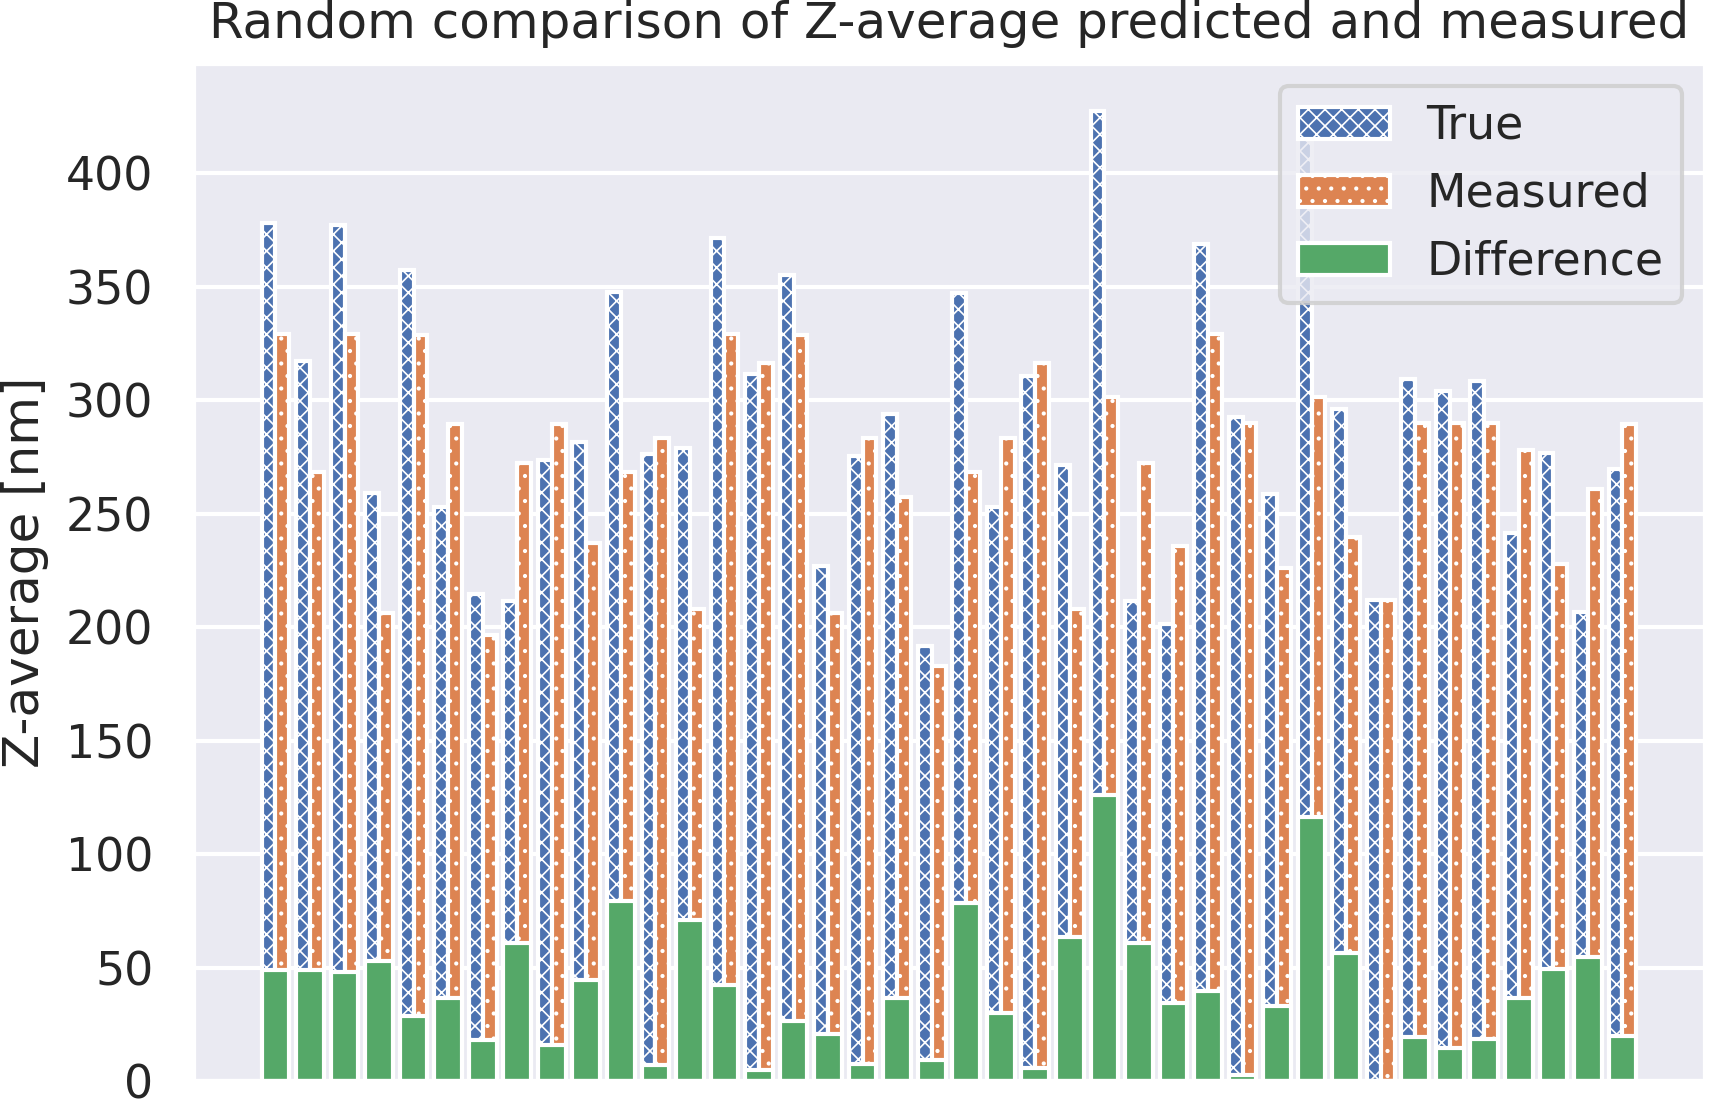 Random comparison of Z-average predicted and measured
Z-average [nm]
400
350
300
250
200
150
100
50
0
True
Measured
Difference